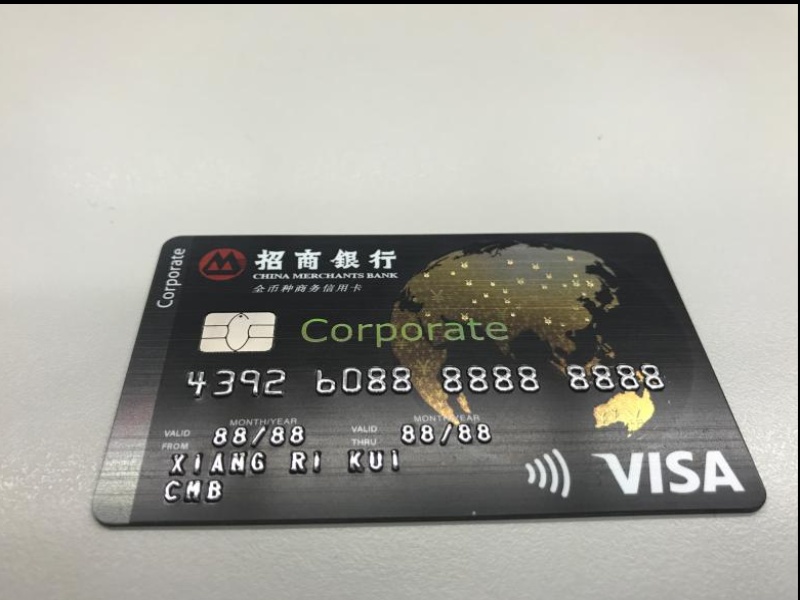 Corporate
招商銀行
CHINA MERCHANTS BANK
全币种商务信用卡
Corporate
4392 6088 8888 8888
MONTH/YEAR MONTH/YEAR
VALID FROM 88/88 VALID THRU 88/88
XIANG RI KUI
CMB
VISA